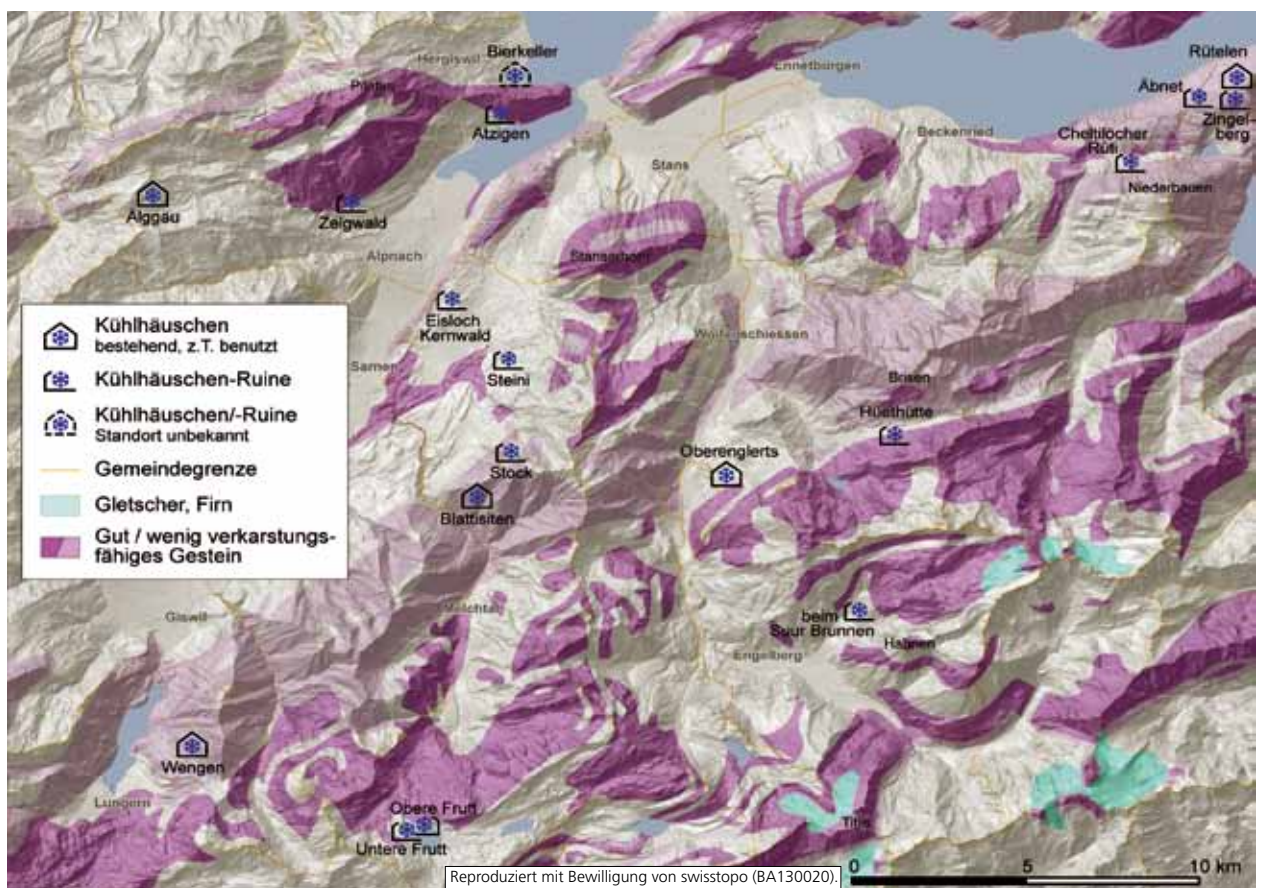 Bierkeller
Hergiswil
Rütelen
Ennetbürgen
Pilatus
Äbnet
Atzigen
Zingel-
berg
Cheltilöcher
Rüti
Beckenried
Stans
Niederbauen
Alggau
Zelgwald
Alpnach
Stanserhorn
Kühlhäuschen
bestehend, z.T. benutzt
Kühlhäuschen-Ruine
Kühlhäuschen/-Ruine
Standort unbekannt
Gemeindegrenze
Gletscher, Firn
Gut / wenig verkarstungs-
fähiges Gestein
Eisloch
Kernwald
Wolfenschiessen
Sarnen
Steini
Brisen
Hüethütte
Stock
Oberenglerts
Blattisiten
Giswil
Melchtal
beim
Suur Brunnen
Hahnen
Engelberg
Wengen
Lungern
Obere Frutt
Untere Frutt
Titlis
Reproduziert mit Bewilligung von swisstopo (BA130020).
0 5 10 km